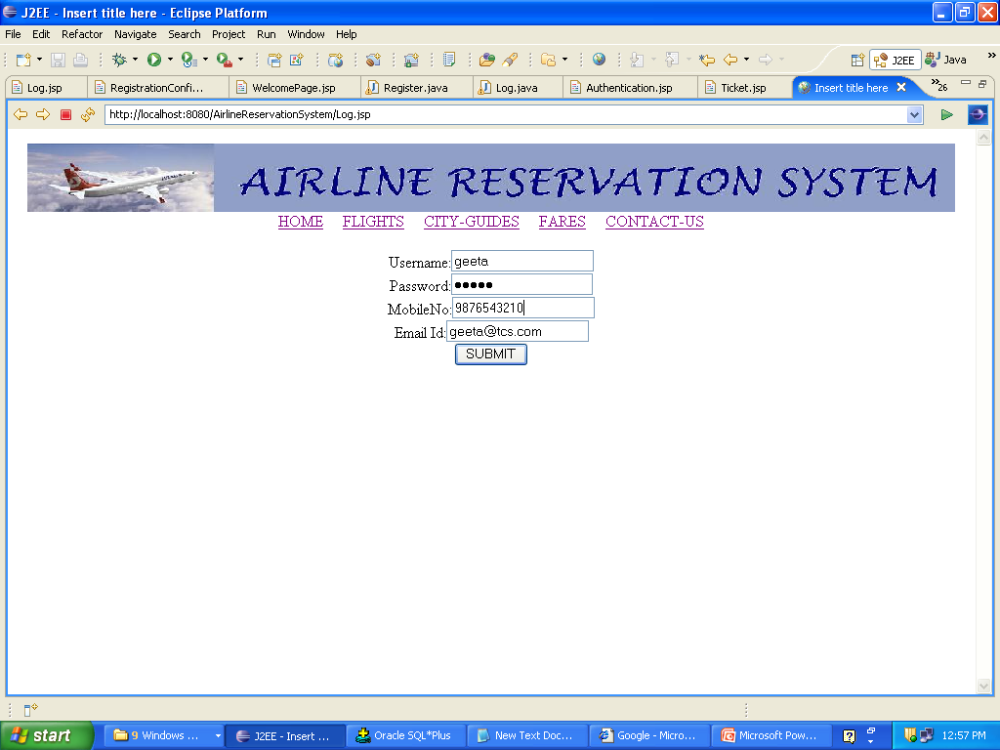 J2EE - Insert title here - Eclipse Platform
File Edit Refactor Navigate Search Project Run Window Help
J2EE Java »
Log.jsp RegistrationConfi... WelcomePage.jsp Register.java Log.java Authentication.jsp Ticket.jsp Insert title here »26
http://localhost:8080/AirlineReservationSystem/Log.jsp
AIRLINE RESERVATION SYSTEM
HOME FLIGHTS CITY-GUIDES FARES CONTACT-US
Username: geeta
Password: ●●●●●
MobileNo: 9876543210
Email Id: geeta@tcs.com
SUBMIT
start 9 Windows ... J2EE - Insert ... Oracle SQL*Plus New Text Doc... Google - Micro... Microsoft Pow... 12:57 PM